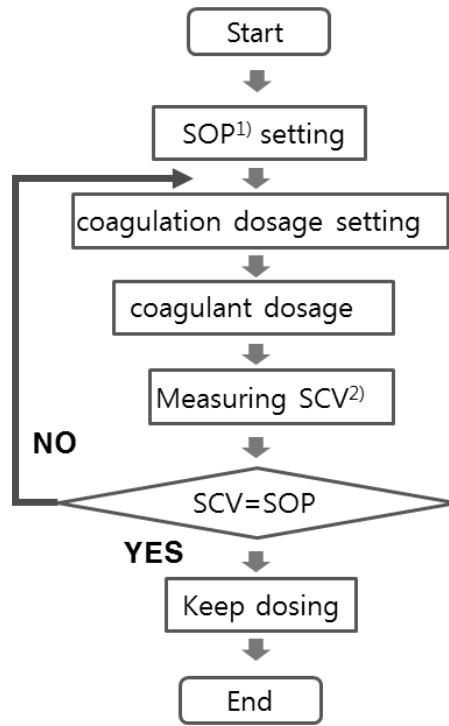 Start
SOP1) setting
coagulation dosage setting
coagulant dosage
Measuring SCV2)
NO
SCV=SOP
YES
Keep dosing
End